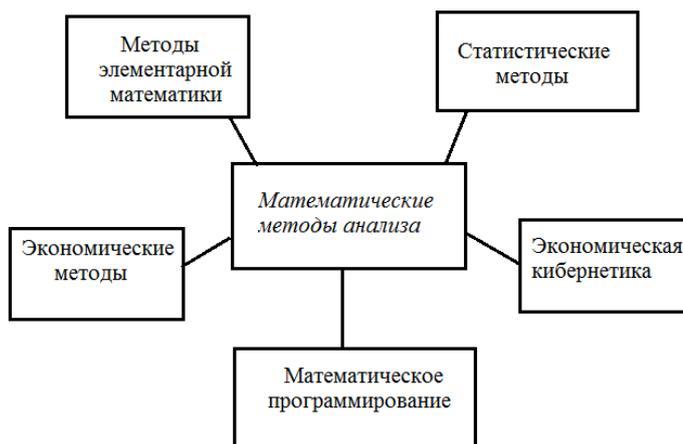 Методы
элементарной
математики
Статистические
методы
Математические
методы анализа
Экономические
методы
Экономическая
кибернетика
Математическое
программирование